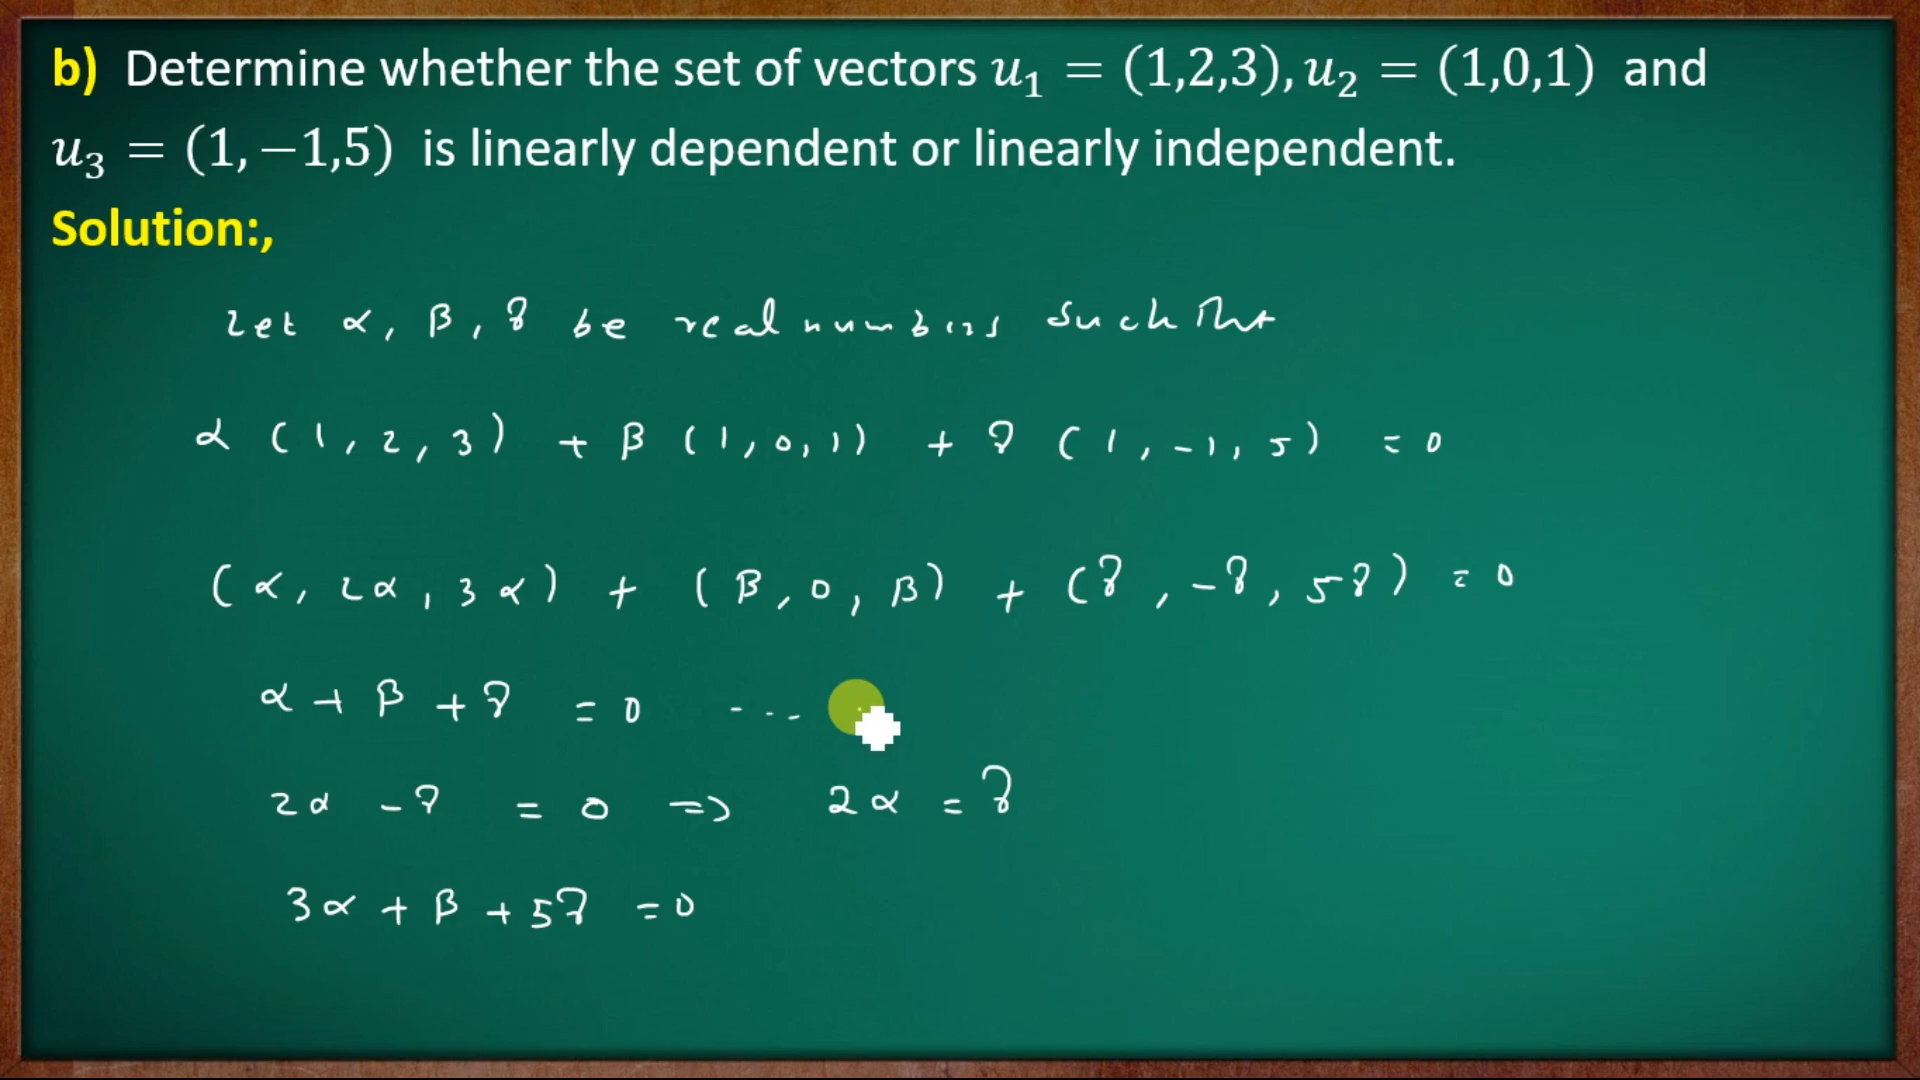 b) Determine whether the set of vectors u₁ = (1,2,3), u₂ = (1,0,1) and
u₃ = (1, −1,5) is linearly dependent or linearly independent.
Solution:,
Let α, β, γ be real numbers such that
α (1, 2, 3) + β (1, 0, 1) + γ (1, -1, 5) = 0
(α, 2α, 3α) + (β, 0, β) + (γ, -γ, 5γ) = 0
α + β + γ = 0 ...
2α - γ = 0 => 2α = γ
3α + β + 5γ = 0